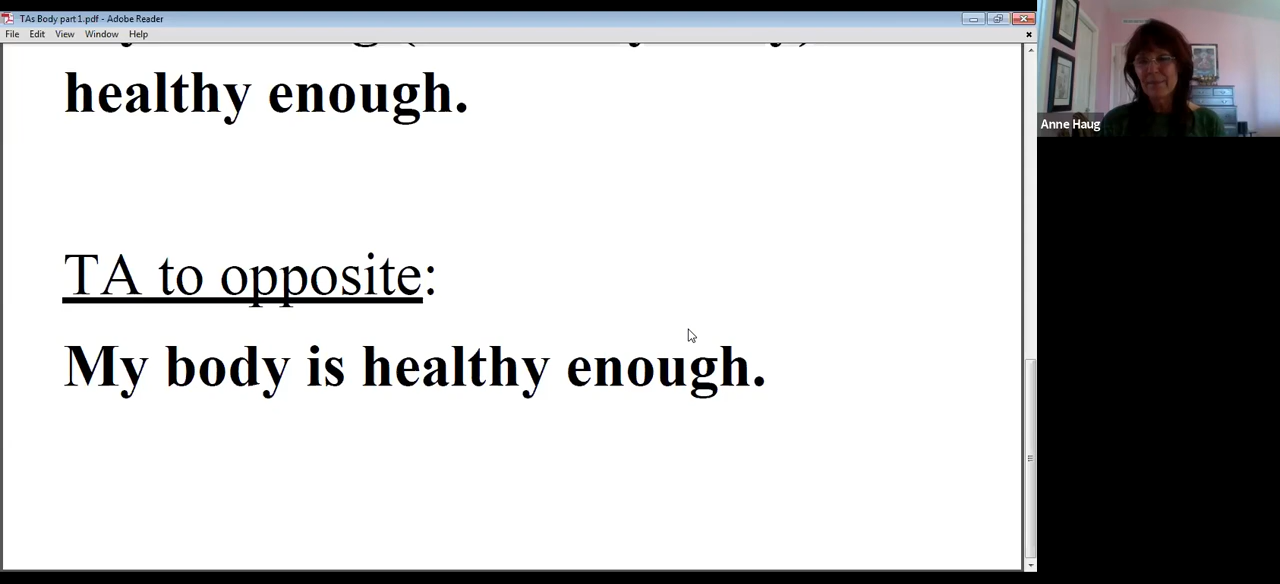 TAs Body part 1.pdf - Adobe Reader
File Edit View Window Help
healthy enough.
TA to opposite:
My body is healthy enough.
Anne Haug